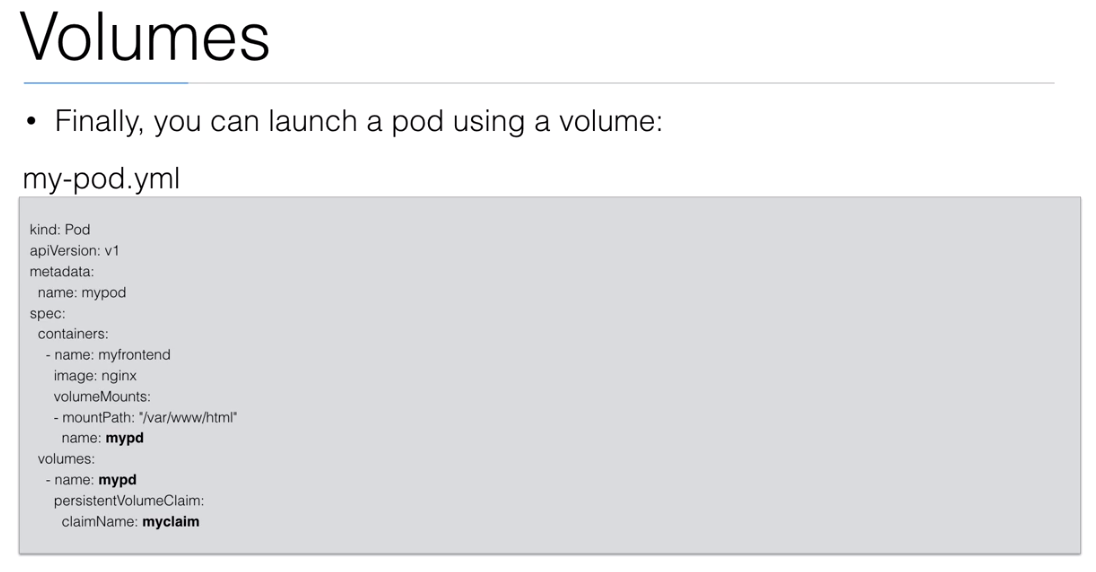 Volumes
• Finally, you can launch a pod using a volume:
my-pod.yml
kind: Pod
apiVersion: v1
metadata:
  name: mypod
spec:
  containers:
    - name: myfrontend
      image: nginx
      volumeMounts:
      - mountPath: "/var/www/html"
        name: mypd
  volumes:
    - name: mypd
      persistentVolumeClaim:
        claimName: myclaim